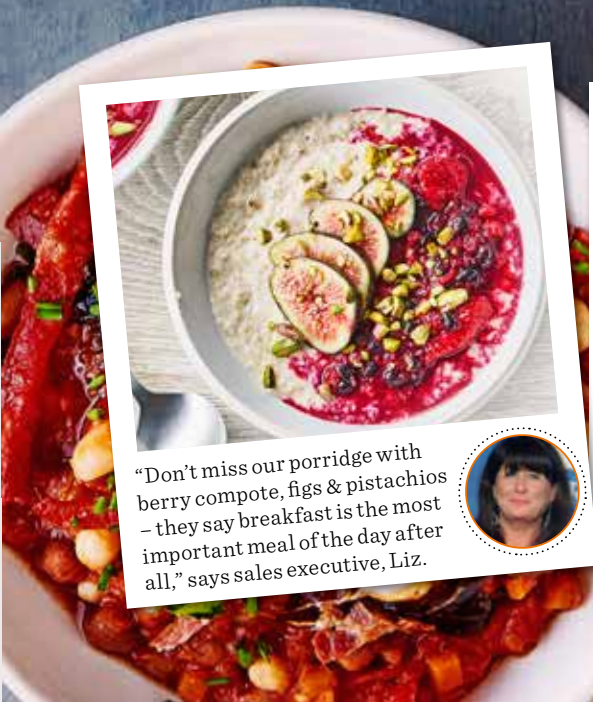 “Don’t miss our porridge with
berry compote, figs & pistachios
– they say breakfast is the most
important meal of the day after
all,” says sales executive, Liz.